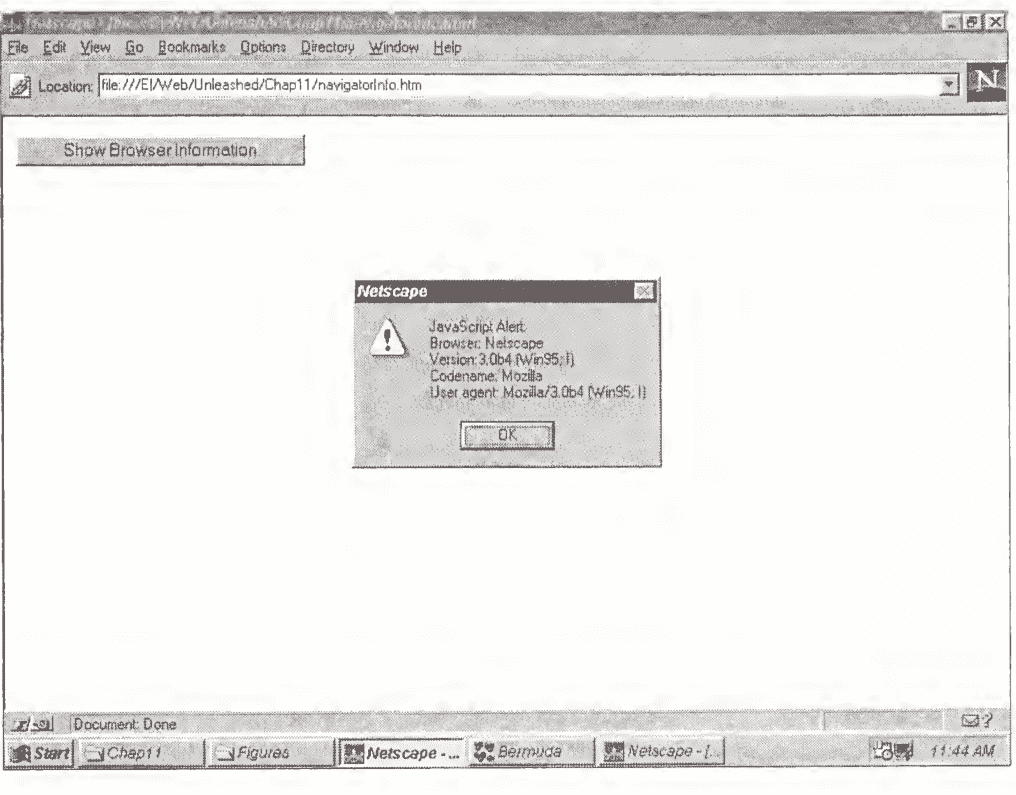 File Edit View Go Bookmarks Options Directory Window Help
Location: file:///E|/Web/Unleashed/Chap11/navigatorInfo.htm
N
Show Browser Information
Netscape
JavaScript Alert:
Browser: Netscape
Version: 3.0b4 (Win95; I)
Codename: Mozilla
User agent: Mozilla/3.0b4 (Win95; I)
OK
Document: Done
?
Start Chap11 Figures Netscape - ... Bermuda Netscape - [... 11:44 AM